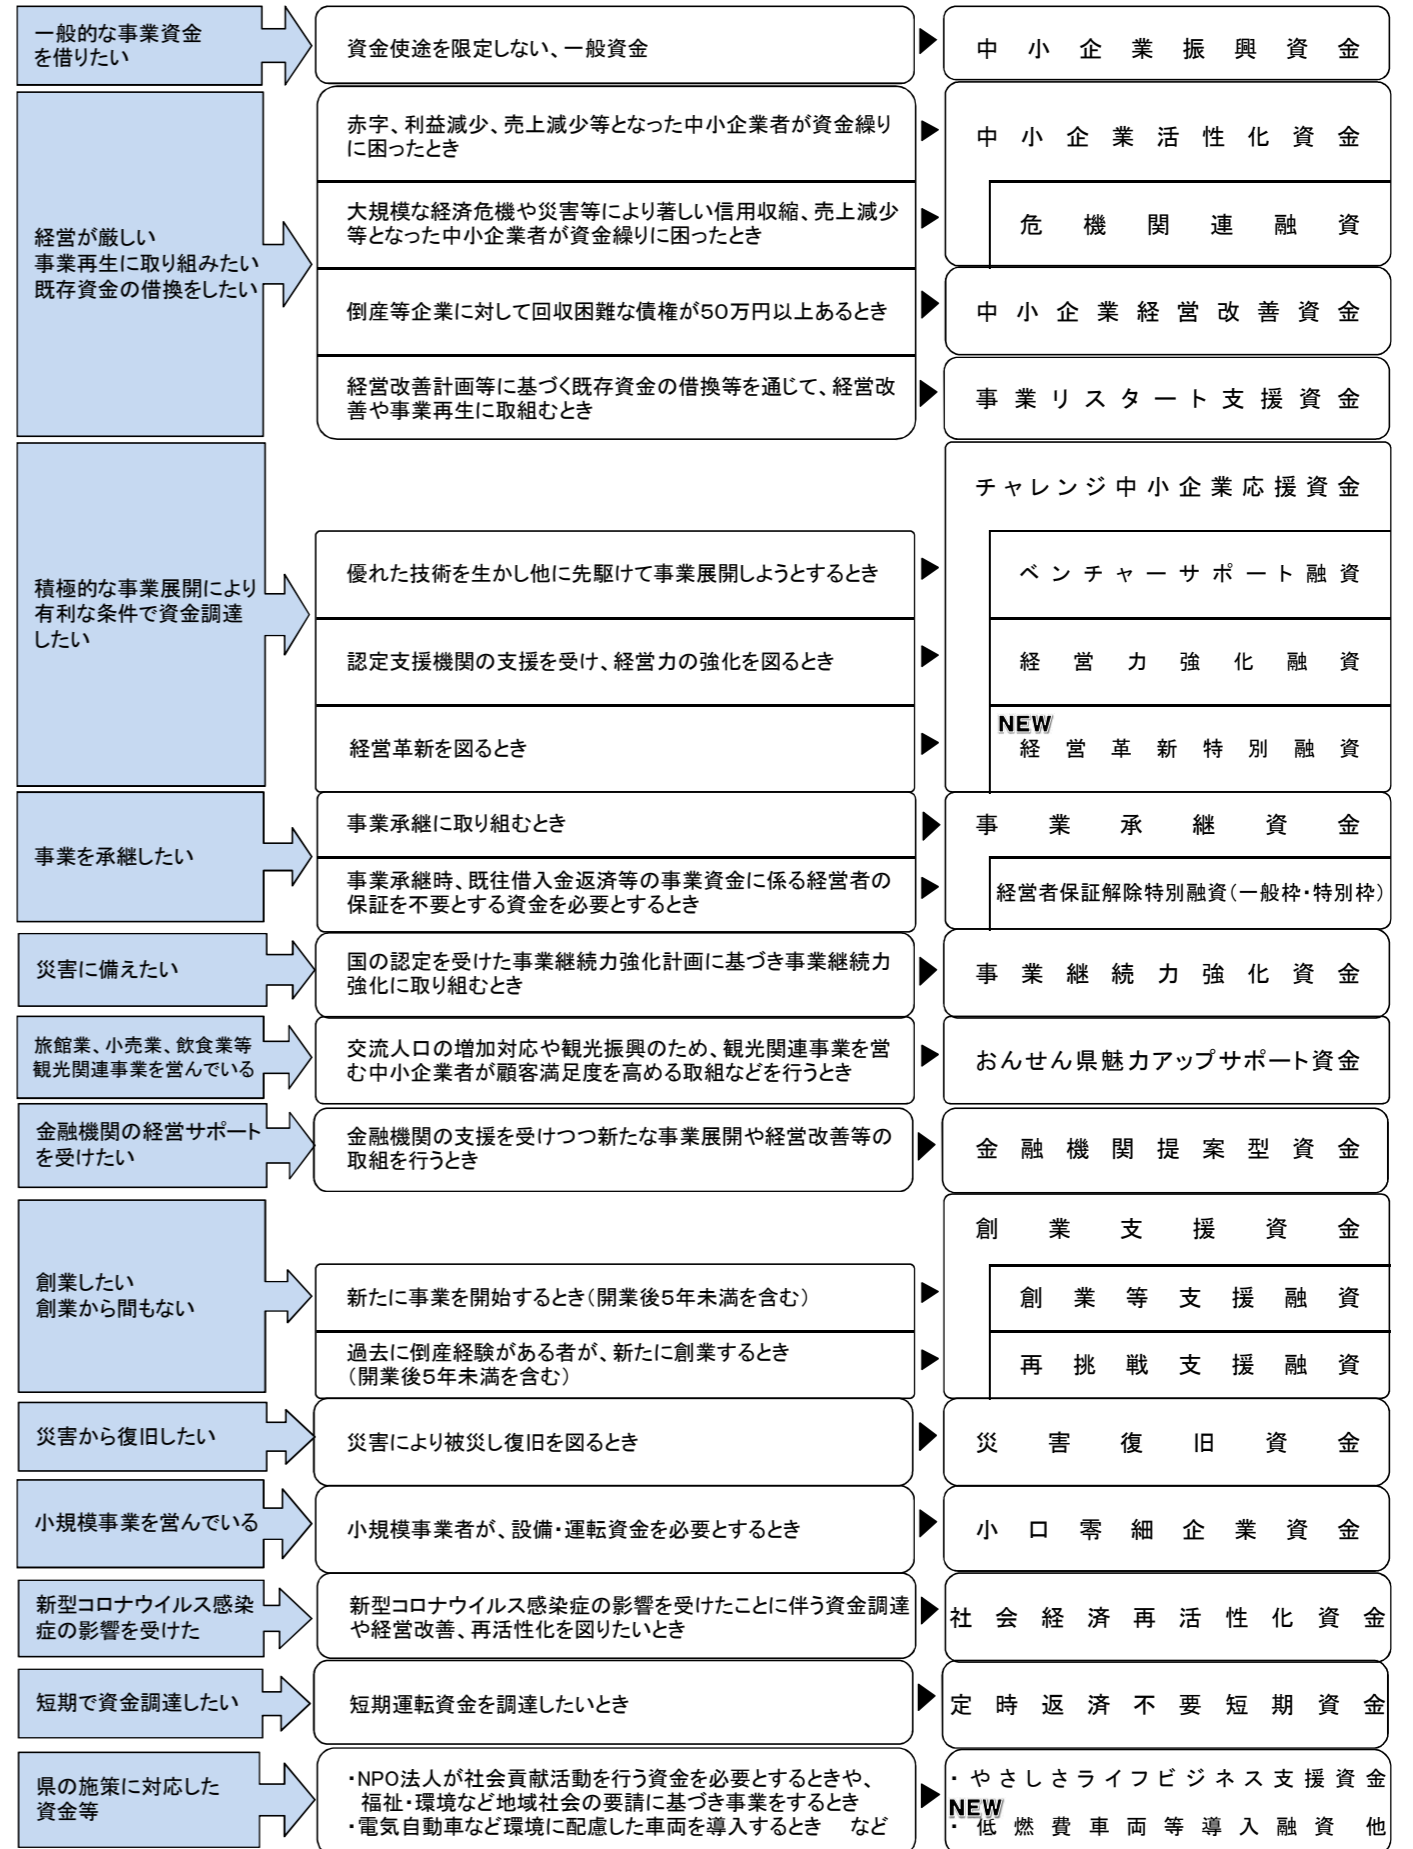 一般的な事業資金
を借りたい
資金使途を限定しない、一般資金
中小企業振興資金
経営が厳しい
事業再生に取り組みたい
既存資金の借換をしたい
赤字、利益減少、売上減少等となった中小企業者が資金繰り
に困ったとき
中小企業活性化資金
大規模な経済危機や災害等により著しい信用収縮、売上減少
等となった中小企業者が資金繰りに困ったとき
危機関連融資
倒産等企業に対して回収困難な債権が50万円以上あるとき
中小企業経営改善資金
経営改善計画等に基づく既存資金の借換等を通じて、経営改
善や事業再生に取組むとき
事業リスタート支援資金
積極的な事業展開により
有利な条件で資金調達
したい
チャレンジ中小企業応援資金
優れた技術を生かし他に先駆けて事業展開しようとするとき
ベンチャーサポート融資
認定支援機関の支援を受け、経営力の強化を図るとき
経営力強化融資
経営革新を図るとき
NEW
経営革新特別融資
事業を承継したい
事業承継に取り組むとき
事業承継資金
事業承継時、既往借入金返済等の事業資金に係る経営者の
保証を不要とする資金を必要とするとき
経営者保証解除特別融資(一般枠・特別枠)
災害に備えたい
国の認定を受けた事業継続力強化計画に基づき事業継続力
強化に取り組むとき
事業継続力強化資金
旅館業、小売業、飲食業等
観光関連事業を営んでいる
交流人口の増加対応や観光振興のため、観光関連事業を営
む中小企業者が顧客満足度を高める取組などを行うとき
おんせん県魅力アップサポート資金
金融機関の経営サポート
を受けたい
金融機関の支援を受けつつ新たな事業展開や経営改善等の
取組を行うとき
金融機関提案型資金
創業したい
創業から間もない
創業支援資金
新たに事業を開始するとき(開業後5年未満を含む)
創業等支援融資
過去に倒産経験がある者が、新たに創業するとき
(開業後5年未満を含む)
再挑戦支援融資
災害から復旧したい
災害により被災し復旧を図るとき
災害復旧資金
小規模事業を営んでいる
小規模事業者が、設備・運転資金を必要とするとき
小口零細企業資金
新型コロナウイルス感染
症の影響を受けた
新型コロナウイルス感染症の影響を受けたことに伴う資金調達
や経営改善、再活性化を図りたいとき
社会経済再活性化資金
短期で資金調達したい
短期運転資金を調達したいとき
定時返済不要短期資金
県の施策に対応した
資金等
・NPO法人が社会貢献活動を行う資金を必要とするときや、
福祉・環境など地域社会の要請に基づき事業をするとき
・電気自動車など環境に配慮した車両を導入するとき など
・やさしさライフビジネス支援資金
NEW
・低燃費車両等導入融資 他